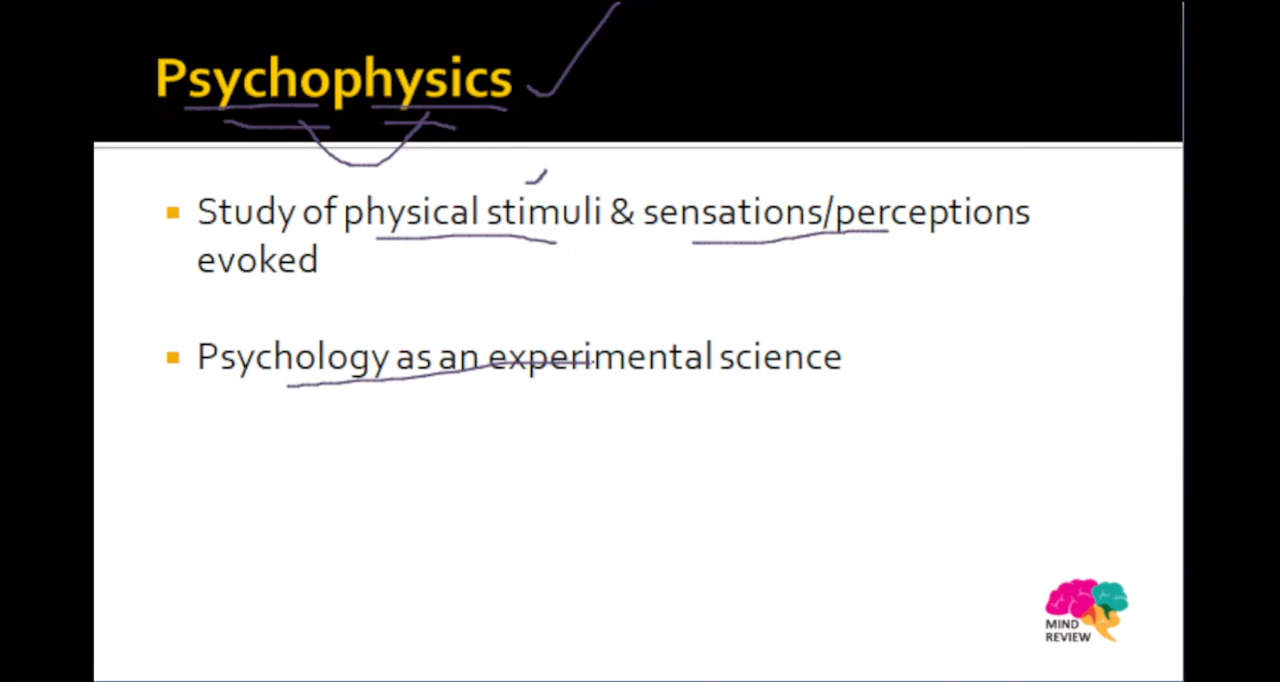 Psychophysics
Study of physical stimuli & sensations/perceptions
evoked
Psychology as an experimental science
MIND
REVIEW